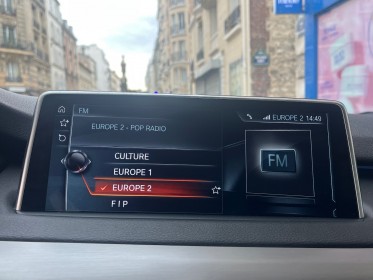 FM
EUROPE 2 14:49
EUROPE 2 - POP RADIO
CULTURE
EUROPE 1
EUROPE 2
FIP
FM